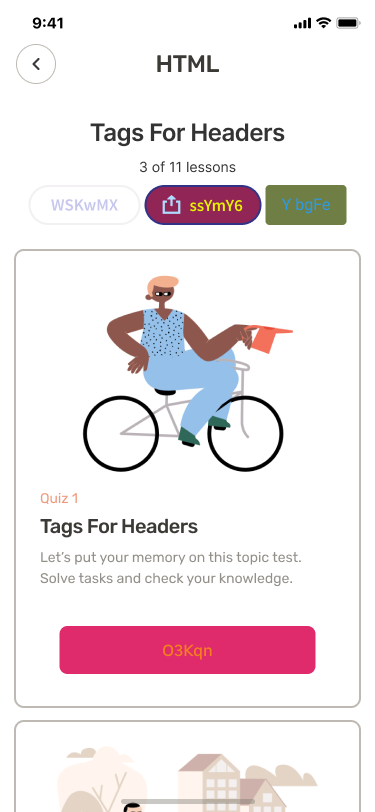 9:41
HTML
Tags For Headers
3 of 11 lessons
WSKwMX
ssYmY6
Y bgFe
Quiz 1
Tags For Headers
Let's put your memory on this topic test.
Solve tasks and check your knowledge.
O3Kqn